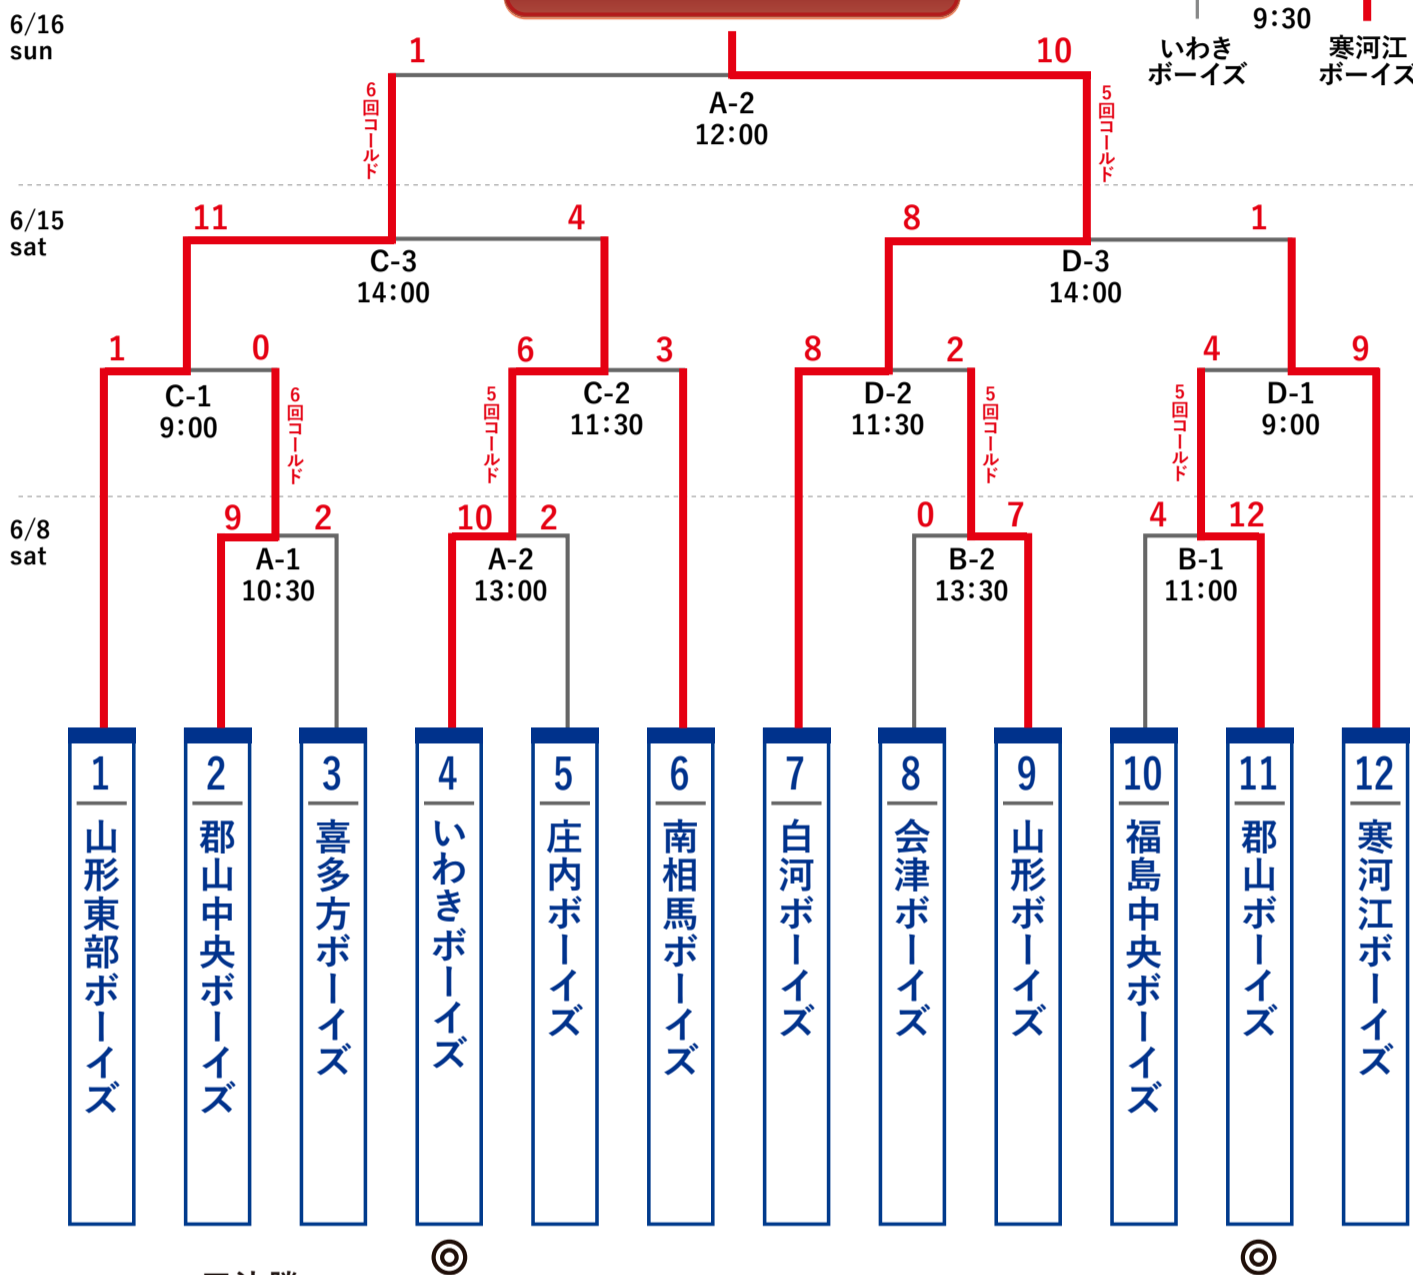 6/16
sun
1
10
9:30
いわき
ボーイズ
寒河江
ボーイズ
6回コールド
A-2
12:00
5回コールド
6/15
sat
11
4
8
1
C-3
14:00
D-3
14:00
1
0
6
3
8
2
4
9
C-1
9:00
6回コールド
5回コールド
C-2
11:30
D-2
11:30
5回コールド
5回コールド
D-1
9:00
6/8
sat
9
2
10
2
0
7
4
12
A-1
10:30
A-2
13:00
B-2
13:30
B-1
11:00
1
山形東部ボーイズ
2
郡山中央ボーイズ
3
喜多方ボーイズ
4
いわきボーイズ
5
庄内ボーイズ
6
南相馬ボーイズ
7
白河ボーイズ
8
会津ボーイズ
9
山形ボーイズ
10
福島中央ボーイズ
11
郡山ボーイズ
12
寒河江ボーイズ
◎
◎